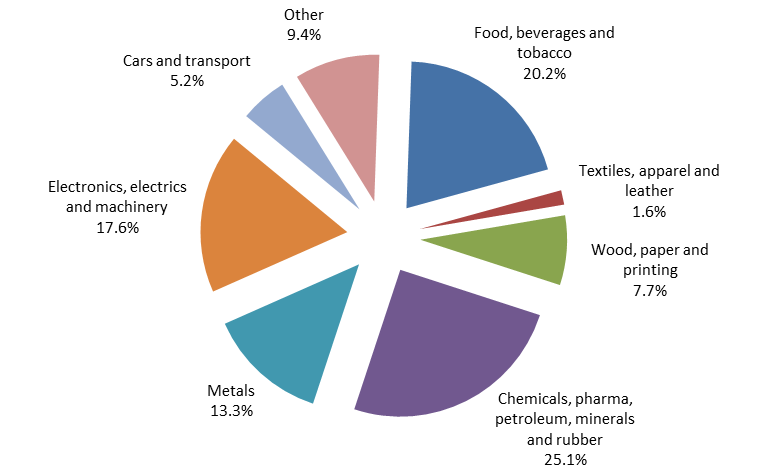 Other
9.4%
Food, beverages and
tobacco
20.2%
Cars and transport
5.2%
Textiles, apparel and
leather
1.6%
Electronics, electrics
and machinery
17.6%
Wood, paper and
printing
7.7%
Metals
13.3%
Chemicals, pharma,
petroleum, minerals
and rubber
25.1%